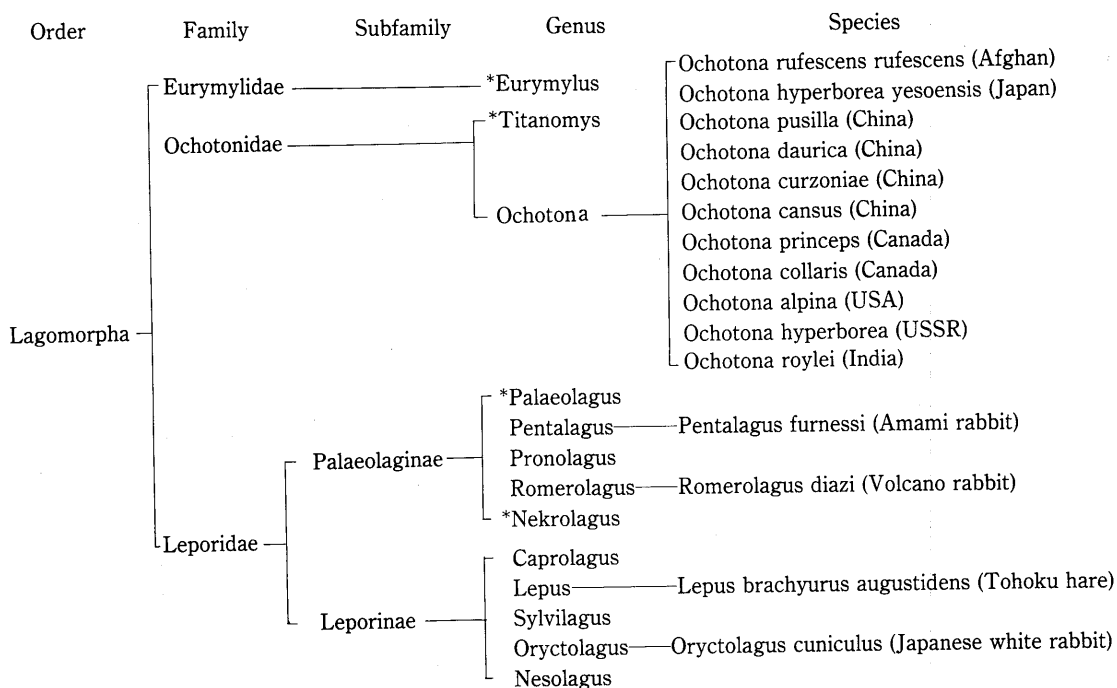 Order Family Subfamily Genus Species
Ochotona rufescens rufescens (Afghan)
Eurymylidae *Eurymylus
Ochotona hyperborea yesoensis (Japan)
*Titanomys Ochotona pusilla (China)
Ochotonidae
Ochotona daurica (China)
Ochotona curzoniae (China)
Ochotona Ochotona cansus (China)
Ochotona princeps (Canada)
Ochotona collaris (Canada)
Ochotona alpina (USA)
Lagomorpha Ochotona hyperborea (USSR)
Ochotona roylei (India)
*Palaeolagus
Pentalagus Pentalagus furnessi (Amami rabbit)
Palaeolaginae Pronolagus
Romerolagus Romerolagus diazi (Volcano rabbit)
*Nekrolagus
Leporidae
Caprolagus
Lepus Lepus brachyurus augustidens (Tohoku hare)
Leporinae Sylvilagus
Oryctolagus Oryctolagus cuniculus (Japanese white rabbit)
Nesolagus